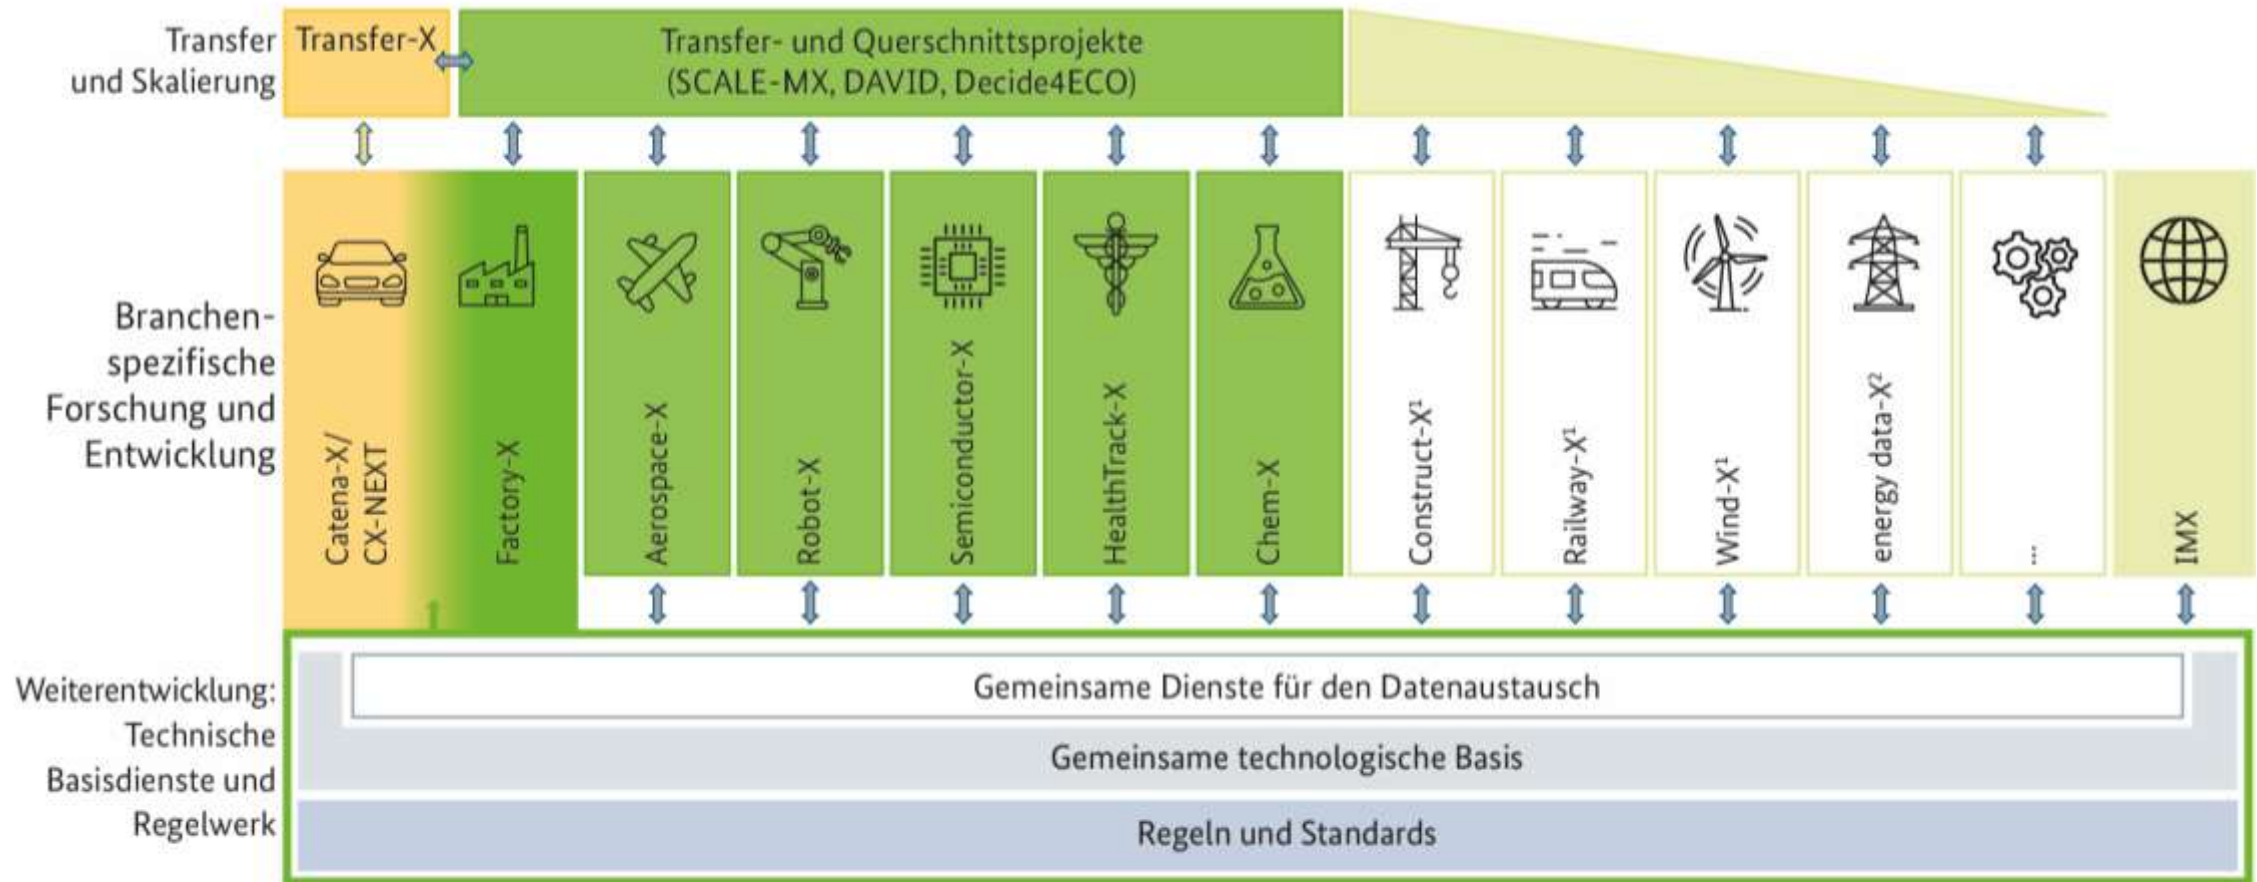 Transfer
und Skalierung
Transfer-X
Transfer- und Querschnittsprojekte
(SCALE-MX, DAVID, Decide4ECO)
Branchen-
spezifische
Forschung und
Entwicklung
Catena-X/
CX-NEXT
Factory-X
Aerospace-X
Robot-X
Semiconductor-X
HealthTrack-X
Chem-X
Construct-X¹
Railway-X¹
Wind-X¹
energy data-X²
...
IMX
Weiterentwicklung:
Technische
Basisdienste und
Regelwerk
Gemeinsame Dienste für den Datenaustausch
Gemeinsame technologische Basis
Regeln und Standards